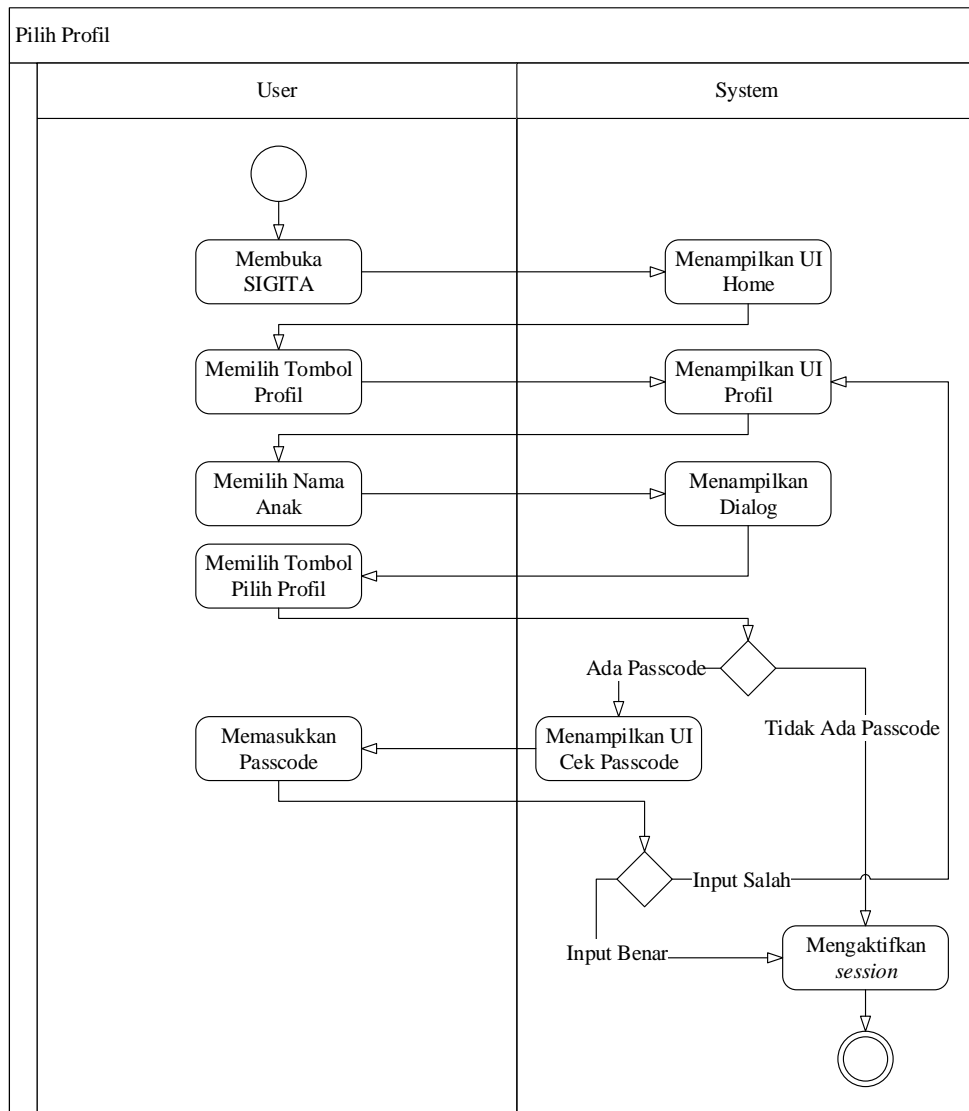 Pilih Profil
User
System
Membuka
SIGITA
Menampilkan UI
Home
Memilih Tombol
Profil
Menampilkan UI
Profil
Memilih Nama
Anak
Menampilkan
Dialog
Memilih Tombol
Pilih Profil
Ada Passcode
Tidak Ada Passcode
Menampilkan UI
Cek Passcode
Memasukkan
Passcode
Input Salah
Input Benar
Mengaktifkan
session